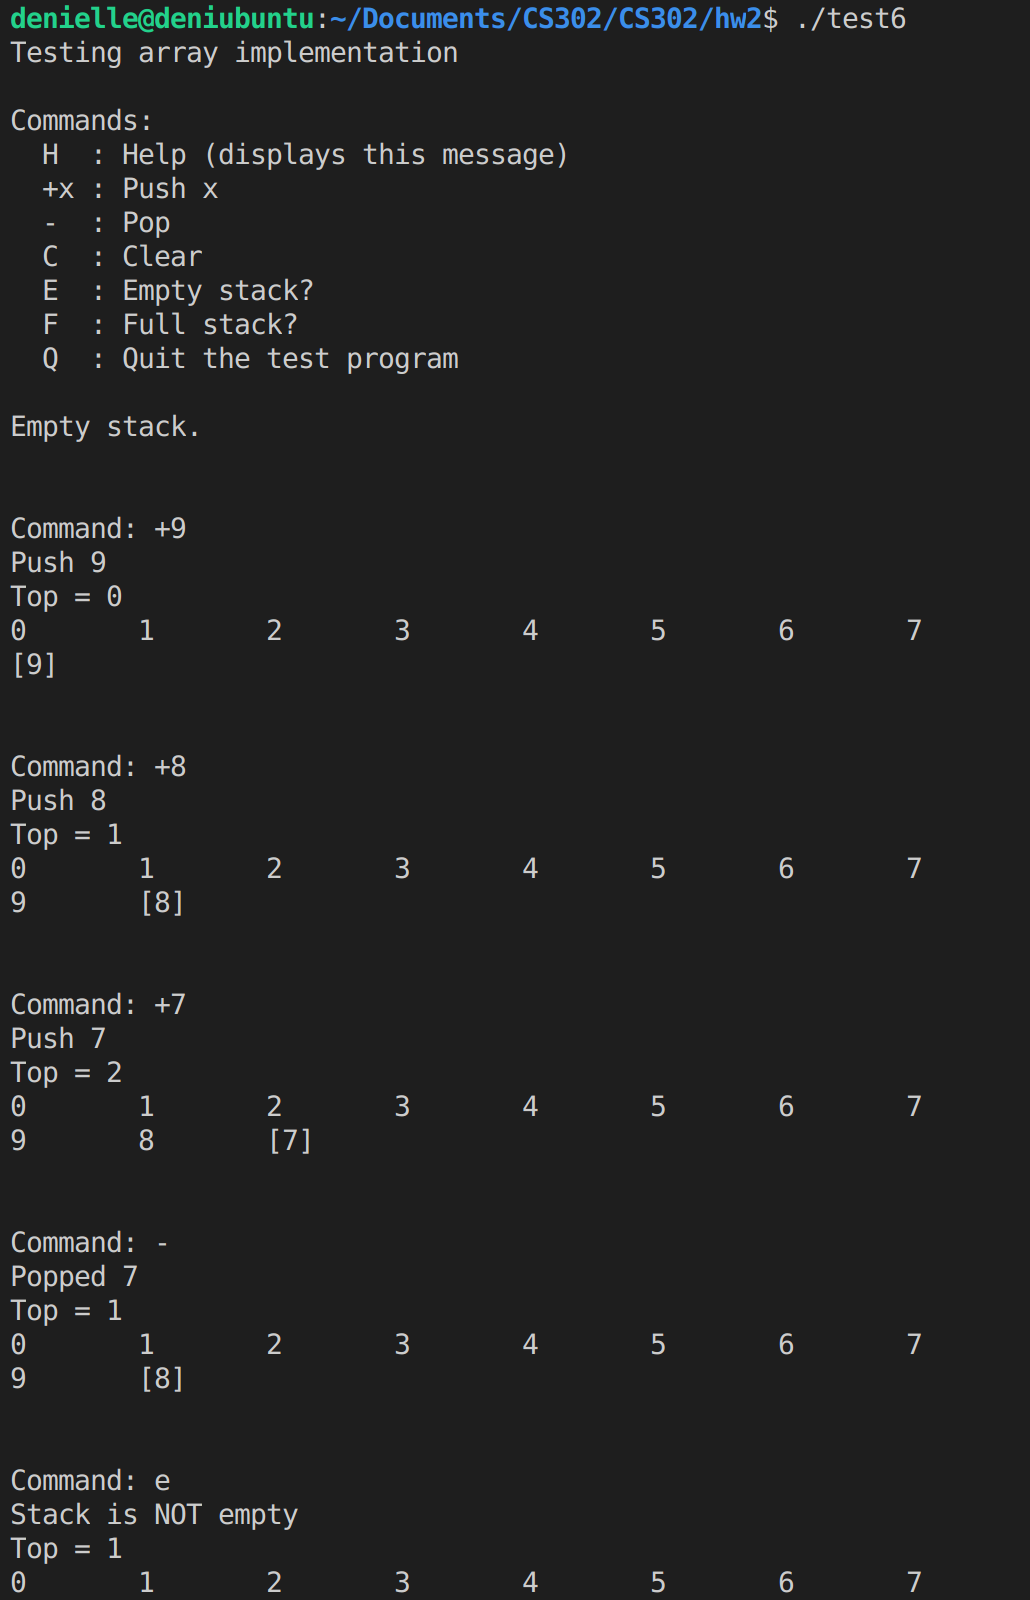 denielle@deniubuntu:~/Documents/CS302/CS302/hw2$ ./test6
Testing array implementation
Commands:
  H  : Help (displays this message)
  +x : Push x
  -  : Pop
  C  : Clear
  E  : Empty stack?
  F  : Full stack?
  Q  : Quit the test program
Empty stack.
Command: +9
Push 9
Top = 0
0       1       2       3       4       5       6       7
[9]
Command: +8
Push 8
Top = 1
0       1       2       3       4       5       6       7
9       [8]
Command: +7
Push 7
Top = 2
0       1       2       3       4       5       6       7
9       8       [7]
Command: -
Popped 7
Top = 1
0       1       2       3       4       5       6       7
9       [8]
Command: e
Stack is NOT empty
Top = 1
0       1       2       3       4       5       6       7